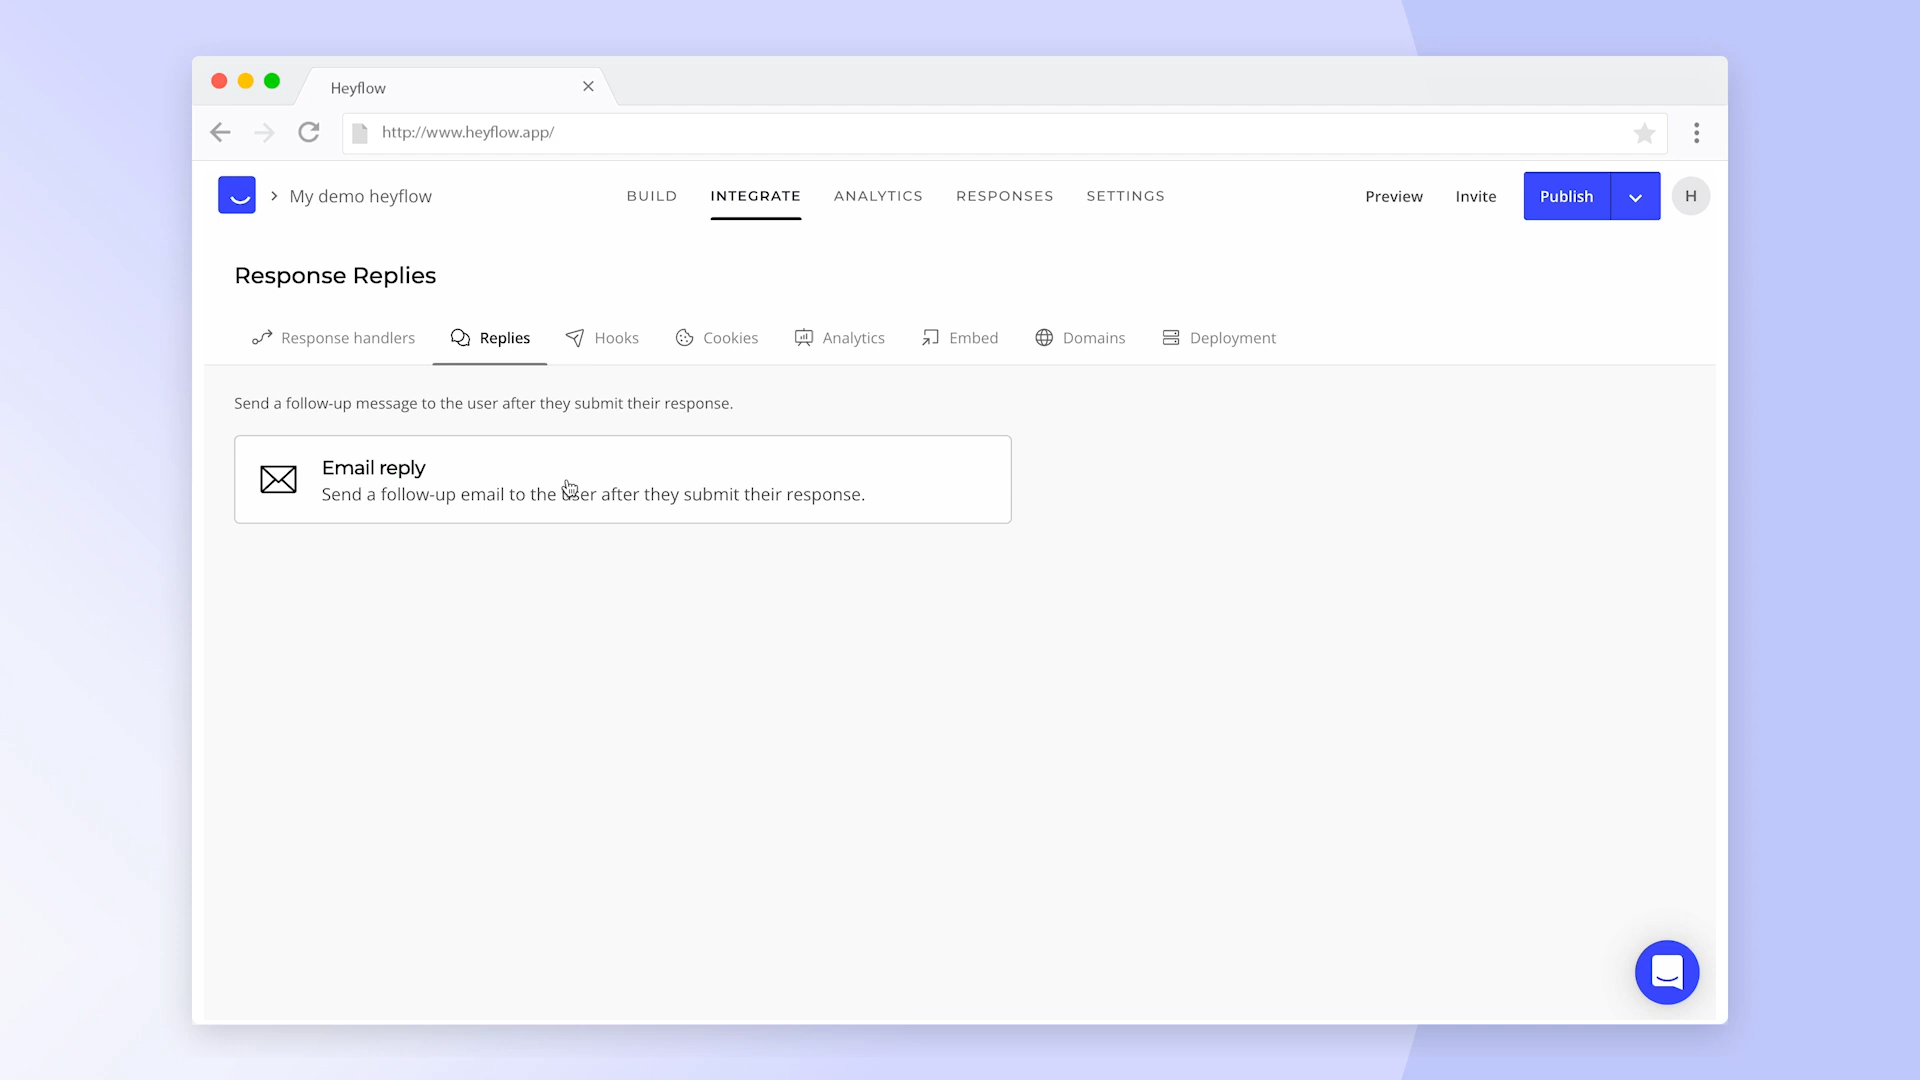 Heyflow
http://www.heyflow.app/
My demo heyflow
BUILD
INTEGRATE
ANALYTICS
RESPONSES
SETTINGS
Preview
Invite
Publish
H
Response Replies
Response handlers
Replies
Hooks
Cookies
Analytics
Embed
Domains
Deployment
Send a follow-up message to the user after they submit their response.
Email reply
Send a follow-up email to the user after they submit their response.